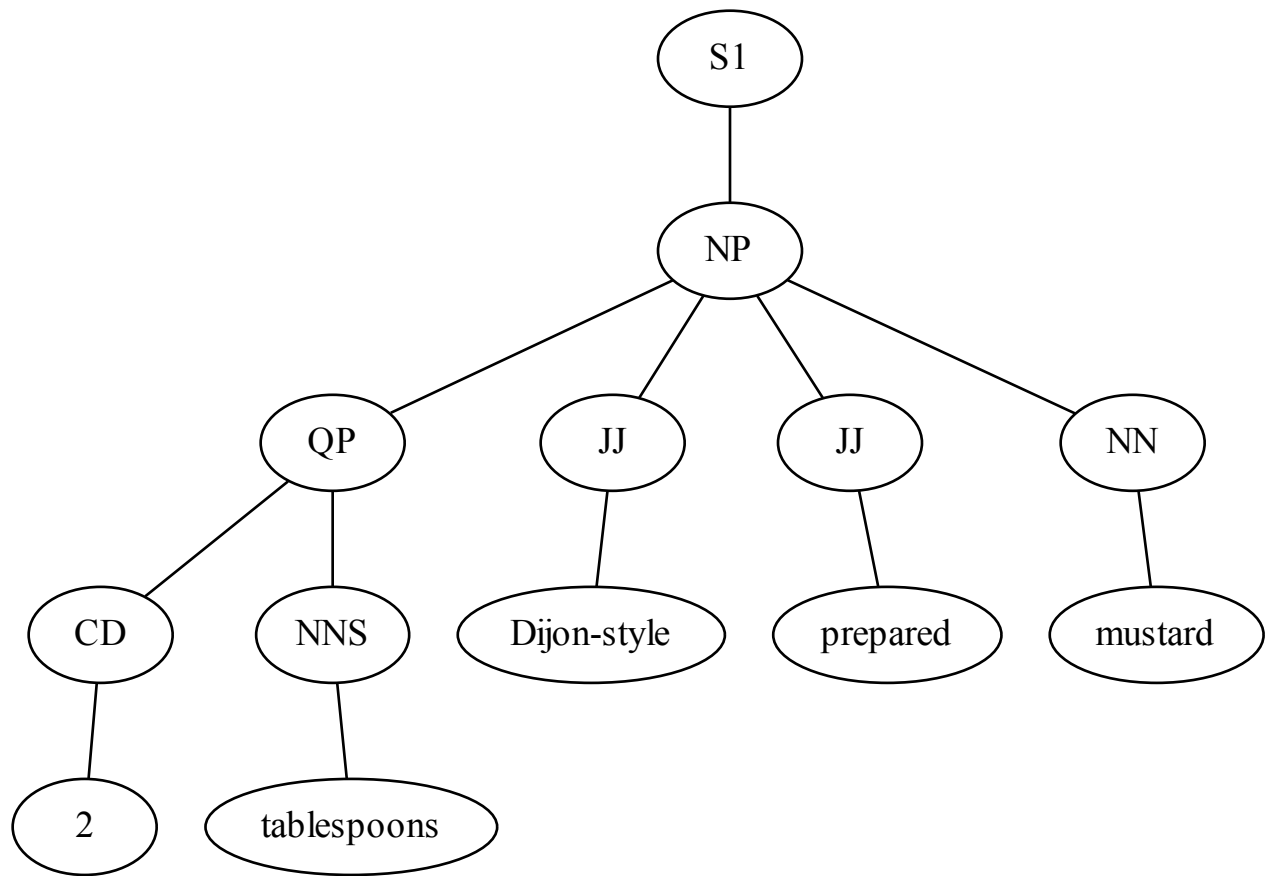 S1
NP
QP JJ JJ NN
CD NNS Dijon-style prepared mustard
2 tablespoons